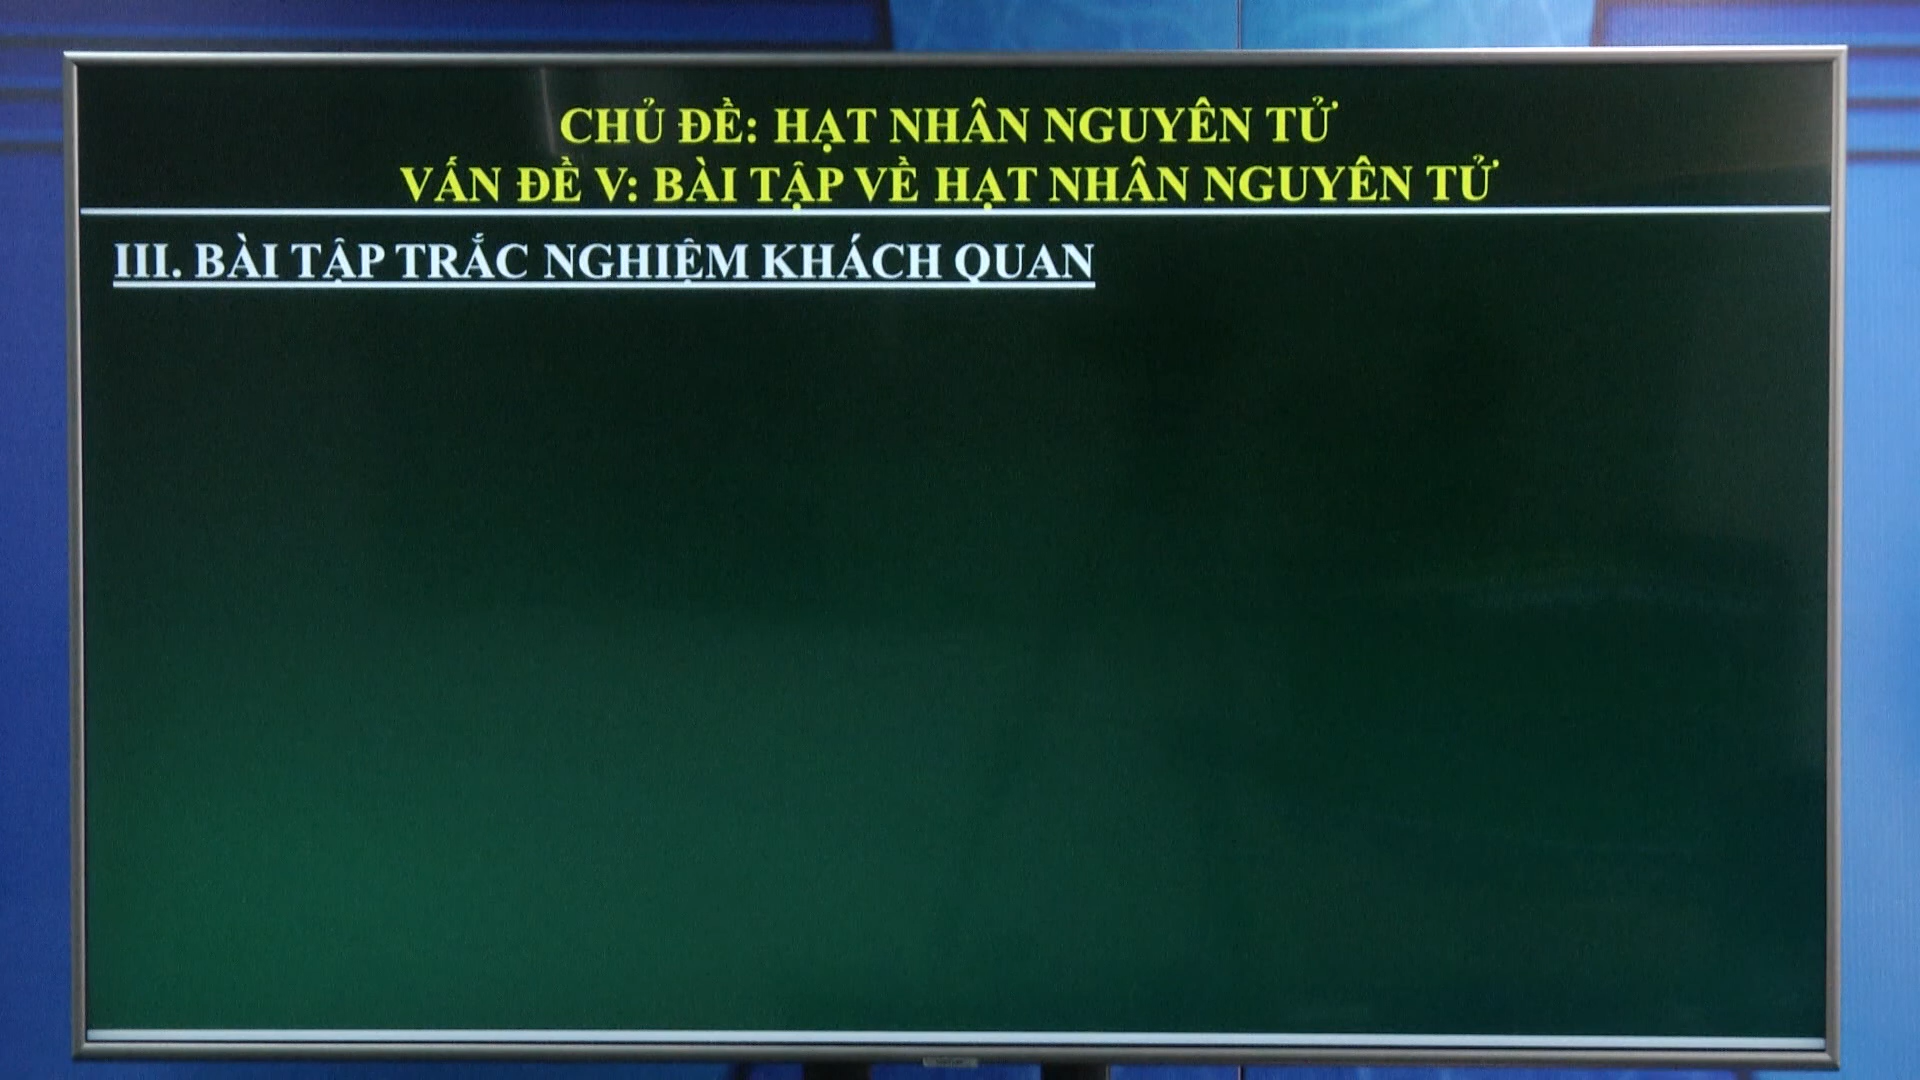 CHỦ ĐỀ: HẠT NHÂN NGUYÊN TỬ
VẤN ĐỀ V: BÀI TẬP VỀ HẠT NHÂN NGUYÊN TỬ
III. BÀI TẬP TRẮC NGHIỆM KHÁCH QUAN